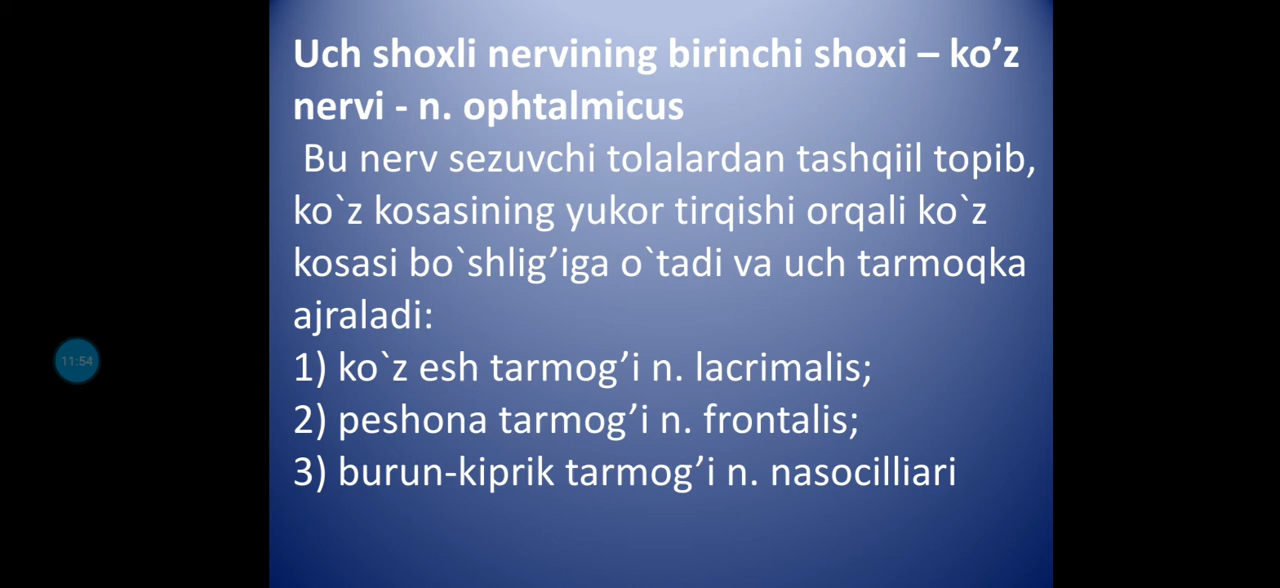 Uch shoxli nervining birinchi shoxi – ko’z
nervi - n. ophtalmicus
Bu nerv sezuvchi tolalardan tashqiil topib,
ko`z kosasining yukor tirqishi orqali ko`z
kosasi bo`shlig’iga o`tadi va uch tarmoqka
ajraladi:
11:54
1) ko`z esh tarmog’i n. lacrimalis;
2) peshona tarmog’i n. frontalis;
3) burun-kiprik tarmog’i n. nasocilliari